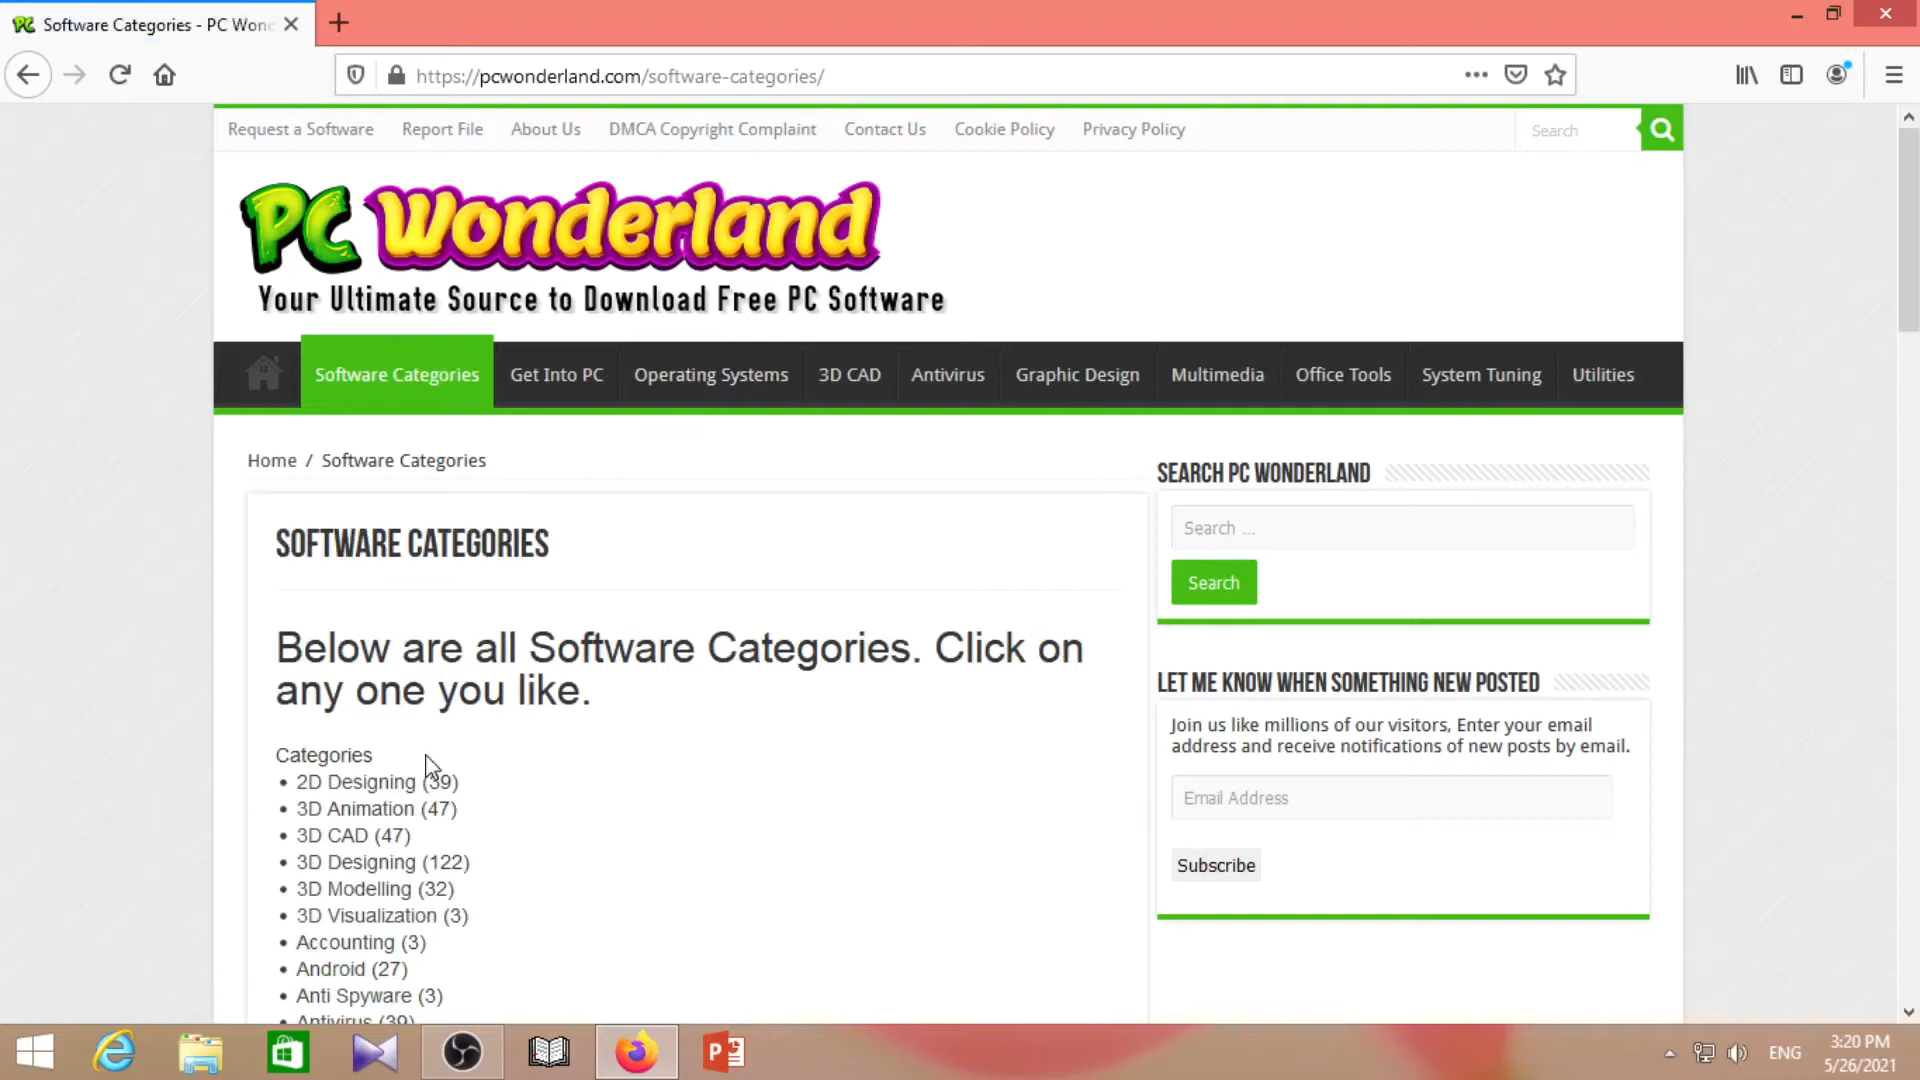 Software Categories - PC Wond
https://pcwonderland.com/software-categories/
Request a Software Report File About Us DMCA Copyright Complaint Contact Us Cookie Policy Privacy Policy Search
PC Wonderland
Your Ultimate Source to Download Free PC Software
Software Categories Get Into PC Operating Systems 3D CAD Antivirus Graphic Design Multimedia Office Tools System Tuning Utilities
Home / Software Categories
SOFTWARE CATEGORIES
Below are all Software Categories. Click on
any one you like.
Categories
• 2D Designing (39)
• 3D Animation (47)
• 3D CAD (47)
• 3D Designing (122)
• 3D Modelling (32)
• 3D Visualization (3)
• Accounting (3)
• Android (27)
• Anti Spyware (3)
• Antivirus (39)
SEARCH PC WONDERLAND
Search ...
Search
LET ME KNOW WHEN SOMETHING NEW POSTED
Join us like millions of our visitors, Enter your email
address and receive notifications of new posts by email.
Email Address
Subscribe
ENG
3:20 PM
5/26/2021